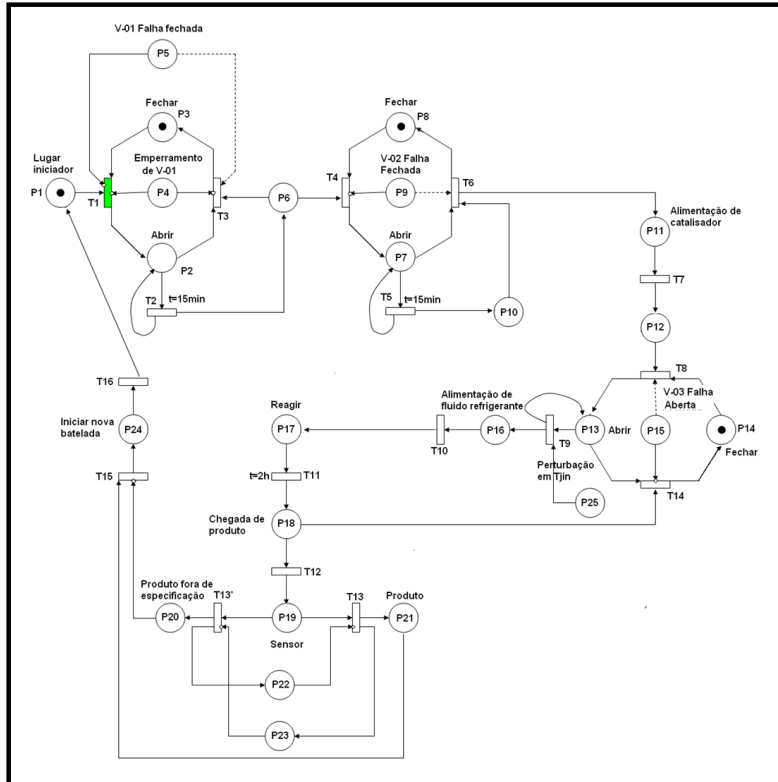 V-01 Falha fechada
P5
Fechar
P3
Fechar
P8
Lugar
iniciador
Emperramento
de V-01
V-02 Falha
Fechada
P1
T1
P4
T3
P6
T4
P9
T6
Alimentação de
catalisador
P11
Abrir
P2
Abrir
P7
T7
T2
t=15min
T5
t=15min
P10
P12
T8
T16
Reagir
Alimentação de
fluido refrigerante
V-03 Falha
Aberta
Iniciar nova
batelada
P24
P17
T10
P16
T9
P13
Abrir
P15
P14
Fechar
T15
t=2h
T11
Perturbação
em Tjin
P25
T14
Chegada de
produto
P18
T12
Produto fora de
especificação
T13'
T13
Produto
P20
P19
P21
Sensor
P22
P23